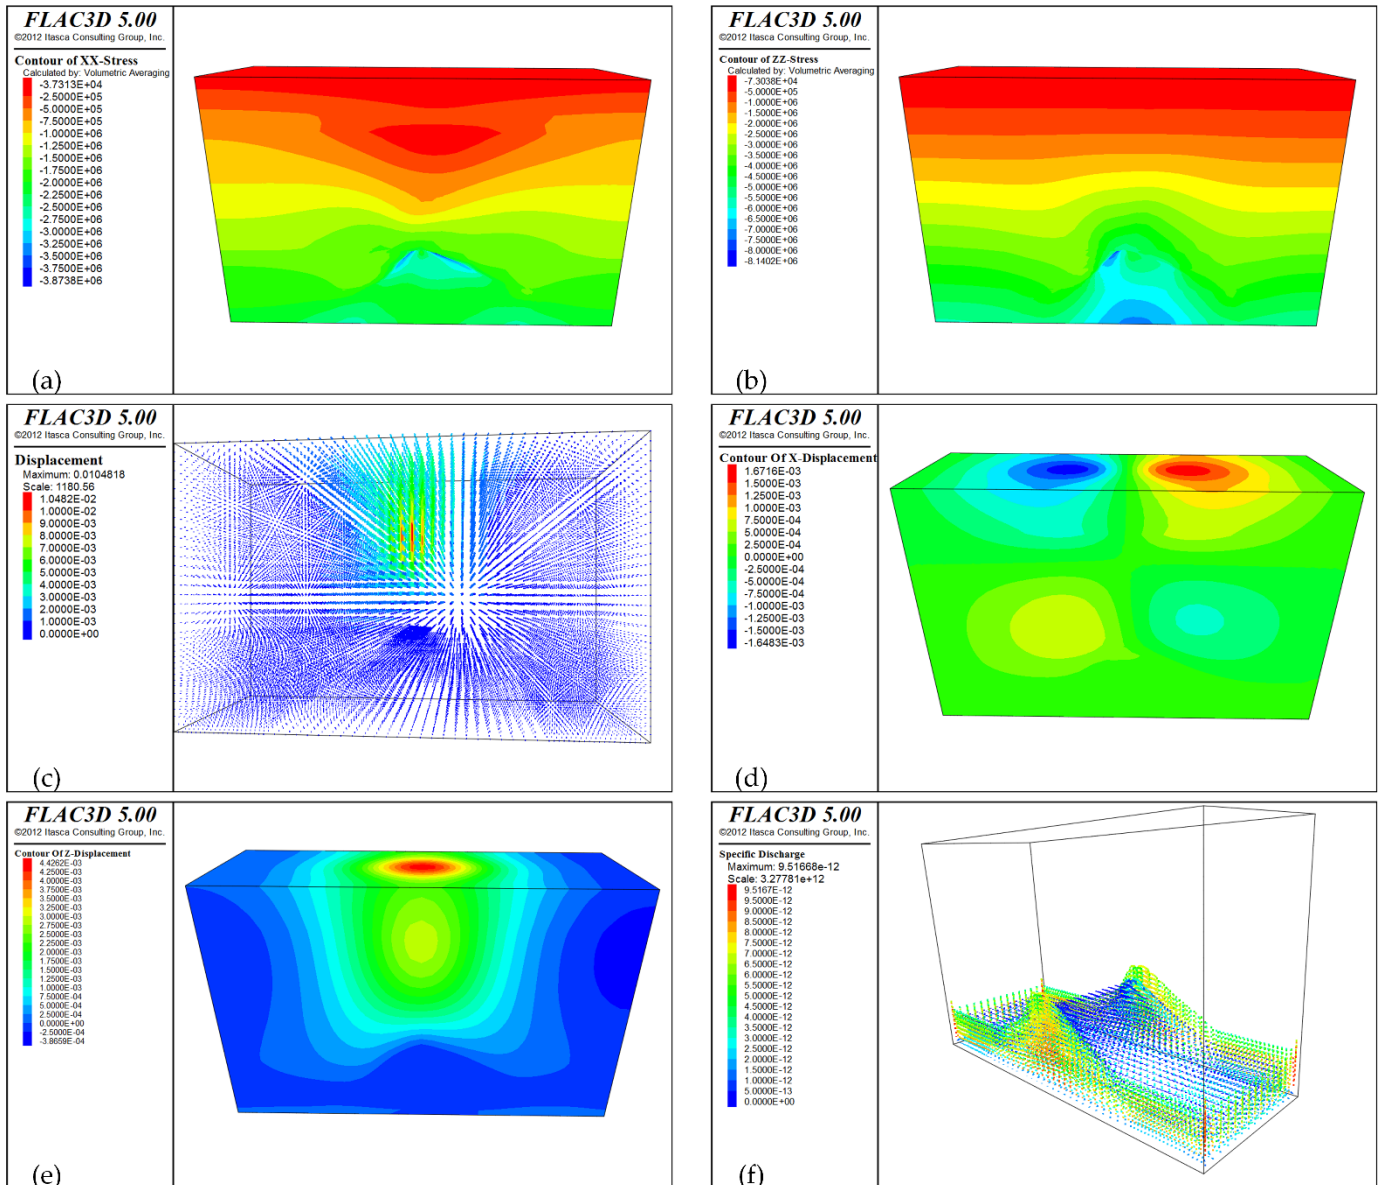 FLAC3D 5.00
©2012 Itasca Consulting Group, Inc.
Contour of XX-Stress
Calculated by: Volumetric Averaging
-3.7313E+04
-2.5000E+05
-5.0000E+05
-7.5000E+05
-1.0000E+06
-1.2500E+06
-1.5000E+06
-1.7500E+06
-2.0000E+06
-2.2500E+06
-2.5000E+06
-2.7500E+06
-3.0000E+06
-3.2500E+06
-3.5000E+06
-3.7500E+06
-3.8738E+06
(a)
FLAC3D 5.00
©2012 Itasca Consulting Group, Inc.
Contour of ZZ-Stress
Calculated by: Volumetric Averaging
-7.3038E+04
-5.0000E+05
-1.0000E+06
-1.5000E+06
-2.0000E+06
-2.5000E+06
-3.0000E+06
-3.5000E+06
-4.0000E+06
-4.5000E+06
-5.0000E+06
-5.5000E+06
-6.0000E+06
-6.5000E+06
-7.0000E+06
-7.5000E+06
-8.0000E+06
-8.1402E+06
(b)
FLAC3D 5.00
©2012 Itasca Consulting Group, Inc.
Displacement
Maximum: 0.0104818
Scale: 1180.56
1.0482E-02
1.0000E-02
9.0000E-03
8.0000E-03
7.0000E-03
6.0000E-03
5.0000E-03
4.0000E-03
3.0000E-03
2.0000E-03
1.0000E-03
0.0000E+00
(c)
FLAC3D 5.00
©2012 Itasca Consulting Group, Inc.
Contour Of X-Displacement
1.6716E-03
1.5000E-03
1.2500E-03
1.0000E-03
7.5000E-04
5.0000E-04
2.5000E-04
0.0000E+00
-2.5000E-04
-5.0000E-04
-7.5000E-04
-1.0000E-03
-1.2500E-03
-1.5000E-03
-1.6483E-03
(d)
FLAC3D 5.00
©2012 Itasca Consulting Group, Inc.
Contour Of Z-Displacement
4.4262E-03
4.2500E-03
4.0000E-03
3.7500E-03
3.5000E-03
3.2500E-03
3.0000E-03
2.7500E-03
2.5000E-03
2.2500E-03
2.0000E-03
1.7500E-03
1.5000E-03
1.2500E-03
1.0000E-03
7.5000E-04
5.0000E-04
2.5000E-04
0.0000E+00
-2.5000E-04
-3.8659E-04
(e)
FLAC3D 5.00
©2012 Itasca Consulting Group, Inc.
Specific Discharge
Maximum: 9.51668e-12
Scale: 3.27781e+12
9.5167E-12
9.5000E-12
9.0000E-12
8.5000E-12
8.0000E-12
7.5000E-12
7.0000E-12
6.5000E-12
6.0000E-12
5.5000E-12
5.0000E-12
4.5000E-12
4.0000E-12
3.5000E-12
3.0000E-12
2.5000E-12
2.0000E-12
1.5000E-12
1.0000E-12
5.0000E-13
0.0000E+00
(f)